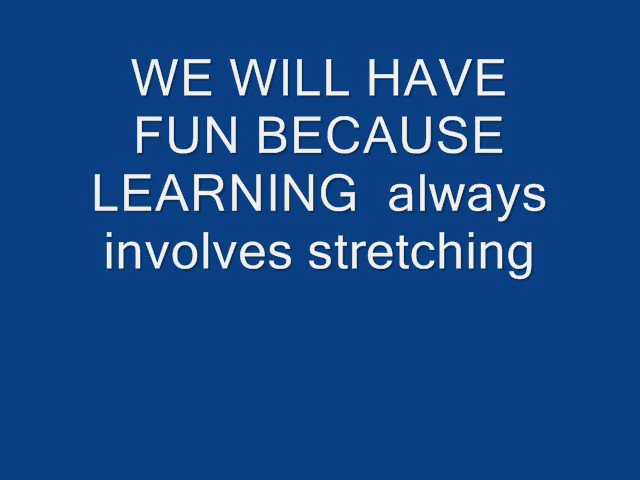 WE WILL HAVE
FUN BECAUSE
LEARNING  always
involves stretching